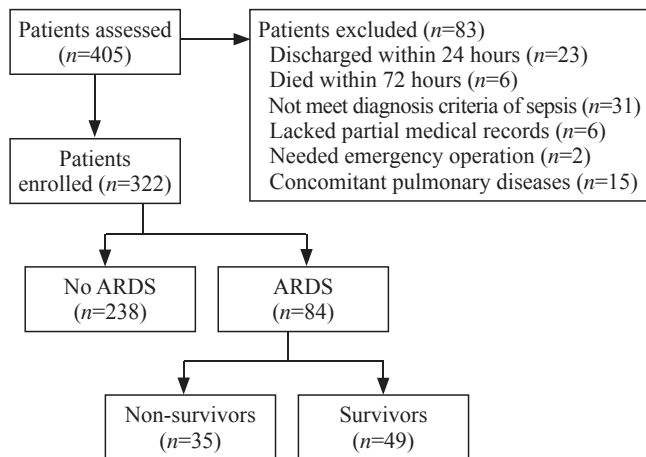 Patients assessed
(n=405)
Patients excluded (n=83)
Discharged within 24 hours (n=23)
Died within 72 hours (n=6)
Not meet diagnosis criteria of sepsis (n=31)
Lacked partial medical records (n=6)
Needed emergency operation (n=2)
Concomitant pulmonary diseases (n=15)
Patients
enrolled (n=322)
No ARDS
(n=238)
ARDS
(n=84)
Non-survivors
(n=35)
Survivors
(n=49)